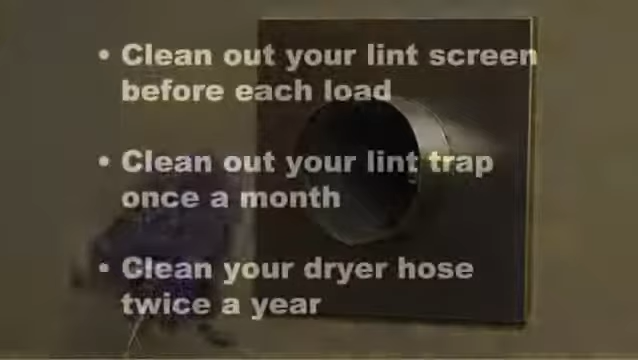 • Clean out your lint screen
before each load
• Clean out your lint trap
once a month
• Clean your dryer hose
twice a year